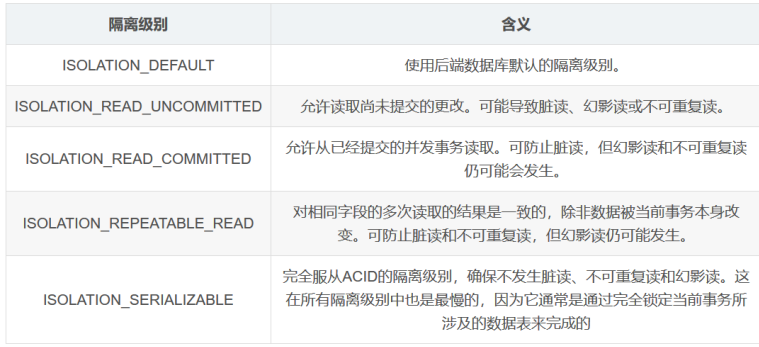 隔离级别
含义
ISOLATION_DEFAULT
使用后端数据库默认的隔离级别。
ISOLATION_READ_UNCOMMITTED
允许读取尚未提交的更改。可能导致脏读、幻影读或不可重复读。
ISOLATION_READ_COMMITTED
允许从已经提交的并发事务读取。可防止脏读，但幻影读和不可重复读
仍可能会发生。
ISOLATION_REPEATABLE_READ
对相同字段的多次读取的结果是一致的，除非数据被当前事务本身改
变。可防止脏读和不可重复读，但幻影读仍可能发生。
ISOLATION_SERIALIZABLE
完全服从ACID的隔离级别，确保不发生脏读、不可重复读和幻影读。这
在所有隔离级别中也是最慢的，因为它通常是通过完全锁定当前事务所
涉及的数据表来完成的